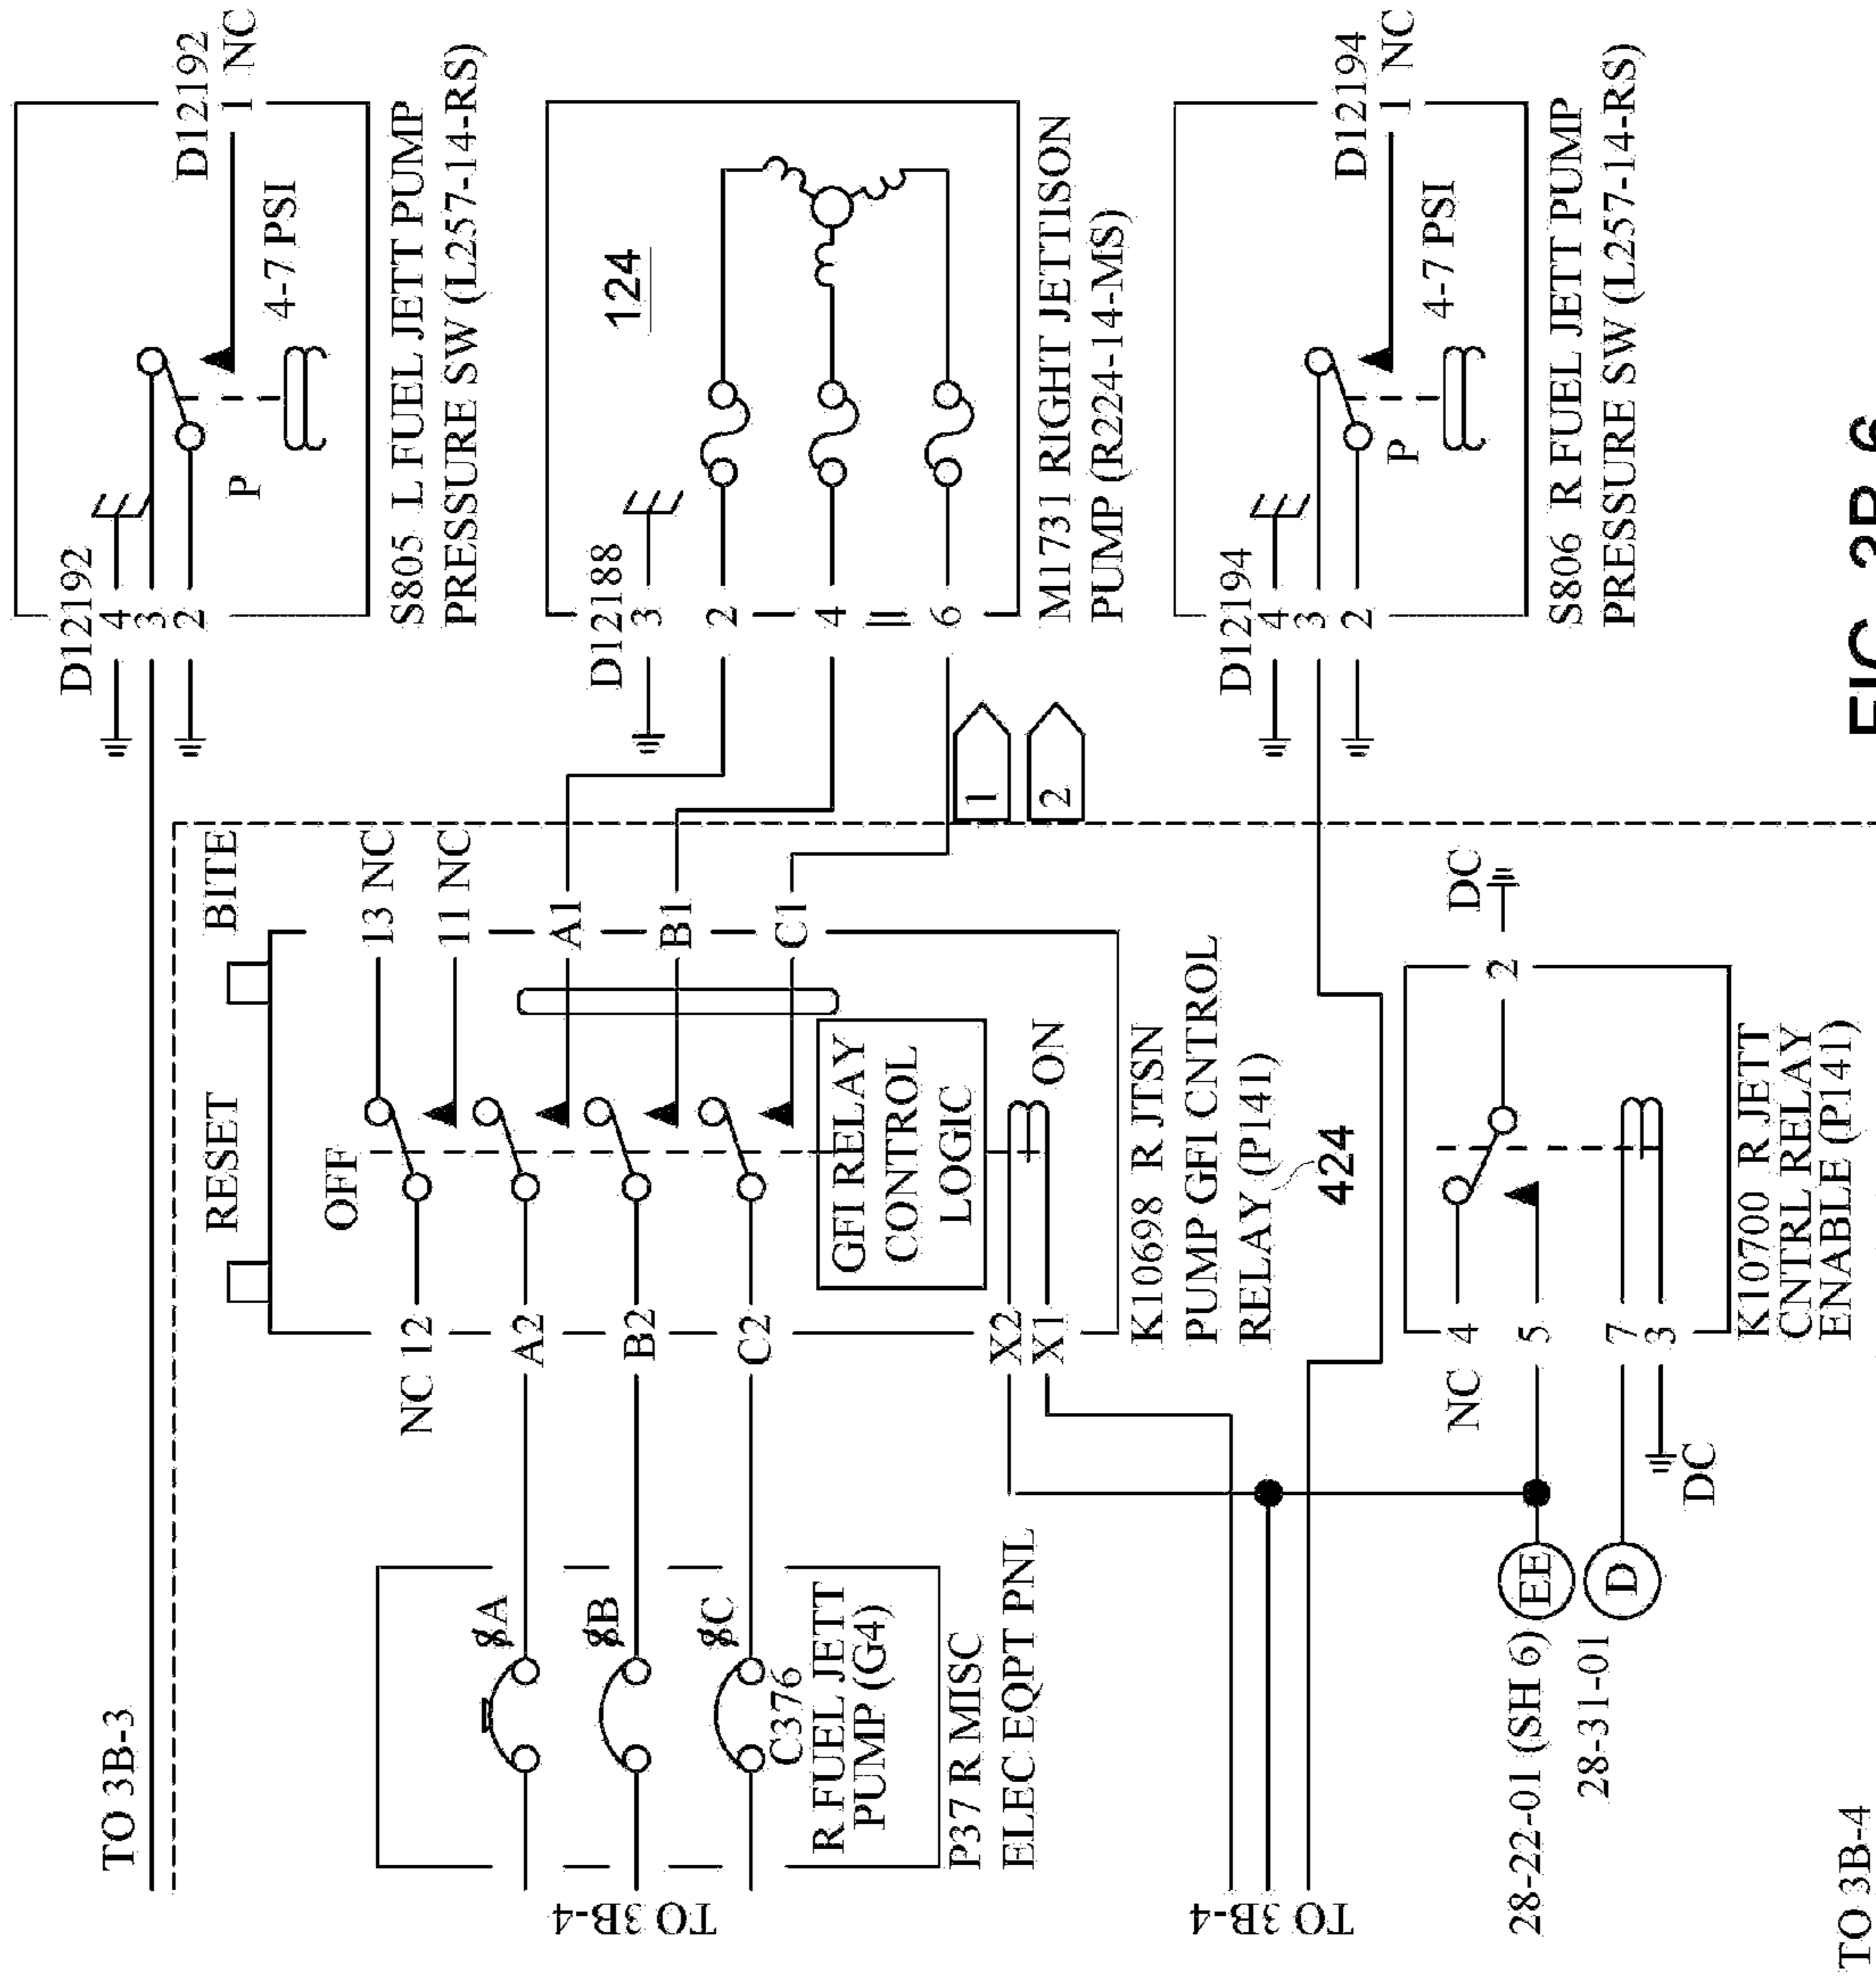 TO 3B-3
D12192
4
3
2
P
4-7 PSI
D12192
1 NC
S805 L FUEL JETT PUMP
PRESSURE SW (L257-14-RS)
RESET
BITE
OFF
NC 12
13 NC
11 NC
A2
A1
B2
B1
C2
C1
GFI RELAY
CONTROL
LOGIC
X2
X1
ON
K10698 R JTSN
PUMP GFI CNTROL
RELAY (P141)
424
D12188
3
2
4
6
124
M1731 RIGHT JETTISON
PUMP (R224-14-MS)
1
2
TO 3B-4
A
B
C
C376
R FUEL JETT
PUMP (G4)
P37 R MISC
ELEC EQPT PNL
TO 3B-4
D12194
4
3
2
P
4-7 PSI
D12194
1 NC
S806 R FUEL JETT PUMP
PRESSURE SW (L257-14-RS)
NC 4
5
7
3
2
DC
DC
K10700 R JETT
CNTRL RELAY
ENABLE (P141)
28-22-01 (SH 6)
EE
28-31-01
D
TO 3B-4